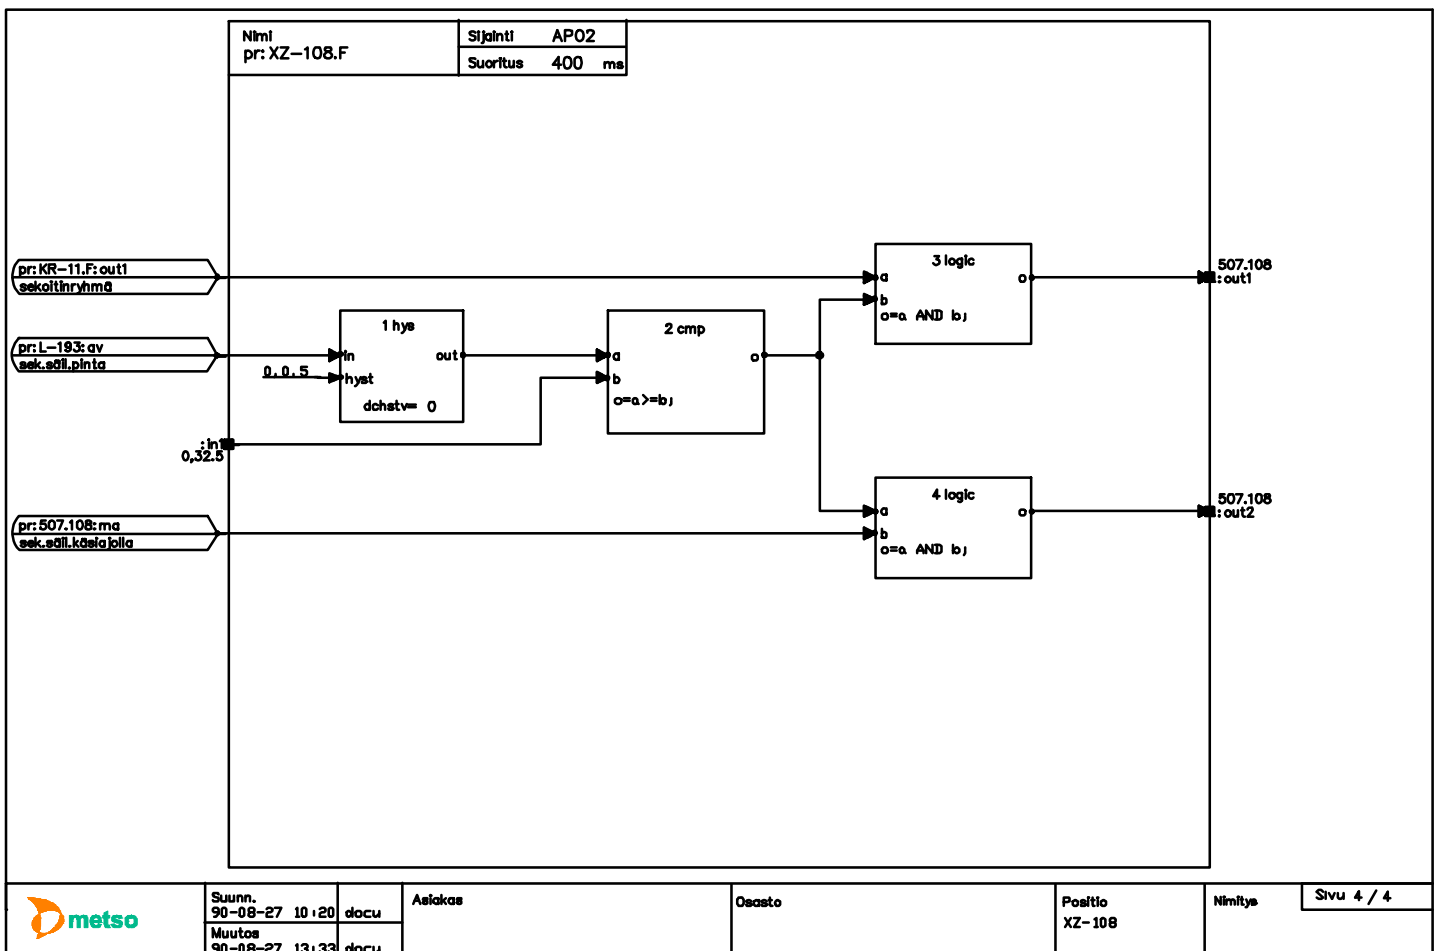 Nimi
pr: XZ-108.F
Sijainti AP02
Suoritus 400 ms
pr: KR-11.F: out1
sekoitinryhmä
pr: L-193: av
sek.säil.pinta
0, 0. 5
:in1
0,32.5
pr: 507.108: ma
sek.säil.käsiajolla
1 hys
in out
hyst
dchstv= 0
2 cmp
a o
b
o=a>=b;
3 logic
a o
b
o=a AND b;
4 logic
a o
b
o=a AND b;
507.108
:out1
507.108
:out2
metso
Suunn.
90-08-27 10:20 docu
Muutos
90-08-27 13:33 docu
Asiakas
Osasto
Positio
XZ-108
Nimitys
Sivu 4 / 4